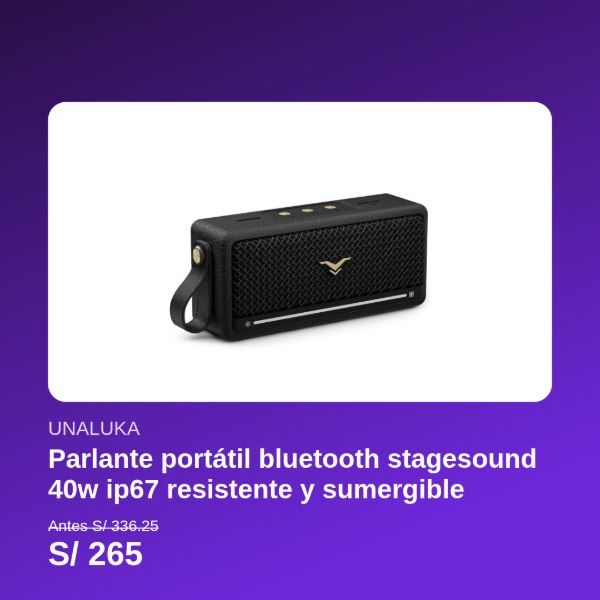 UNALUKA
Parlante portátil bluetooth stagesound
40w ip67 resistente y sumergible
Antes S/ 336.25
S/ 265